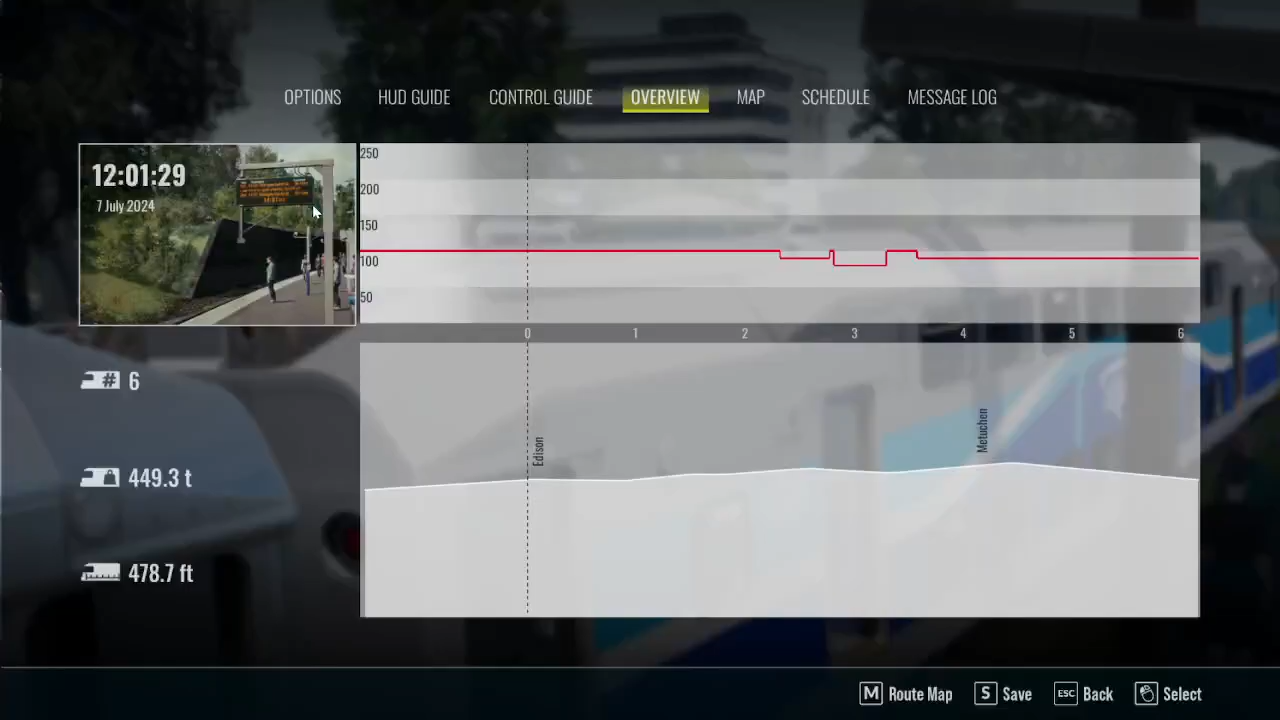 OPTIONS HUD GUIDE CONTROL GUIDE OVERVIEW MAP SCHEDULE MESSAGE LOG
12:01:29
7 July 2024
250
200
150
100
50
0 1 2 3 4 5 6
# 6
449.3 t
478.7 ft
Edison
Metuchen
M Route Map S Save ESC Back Select